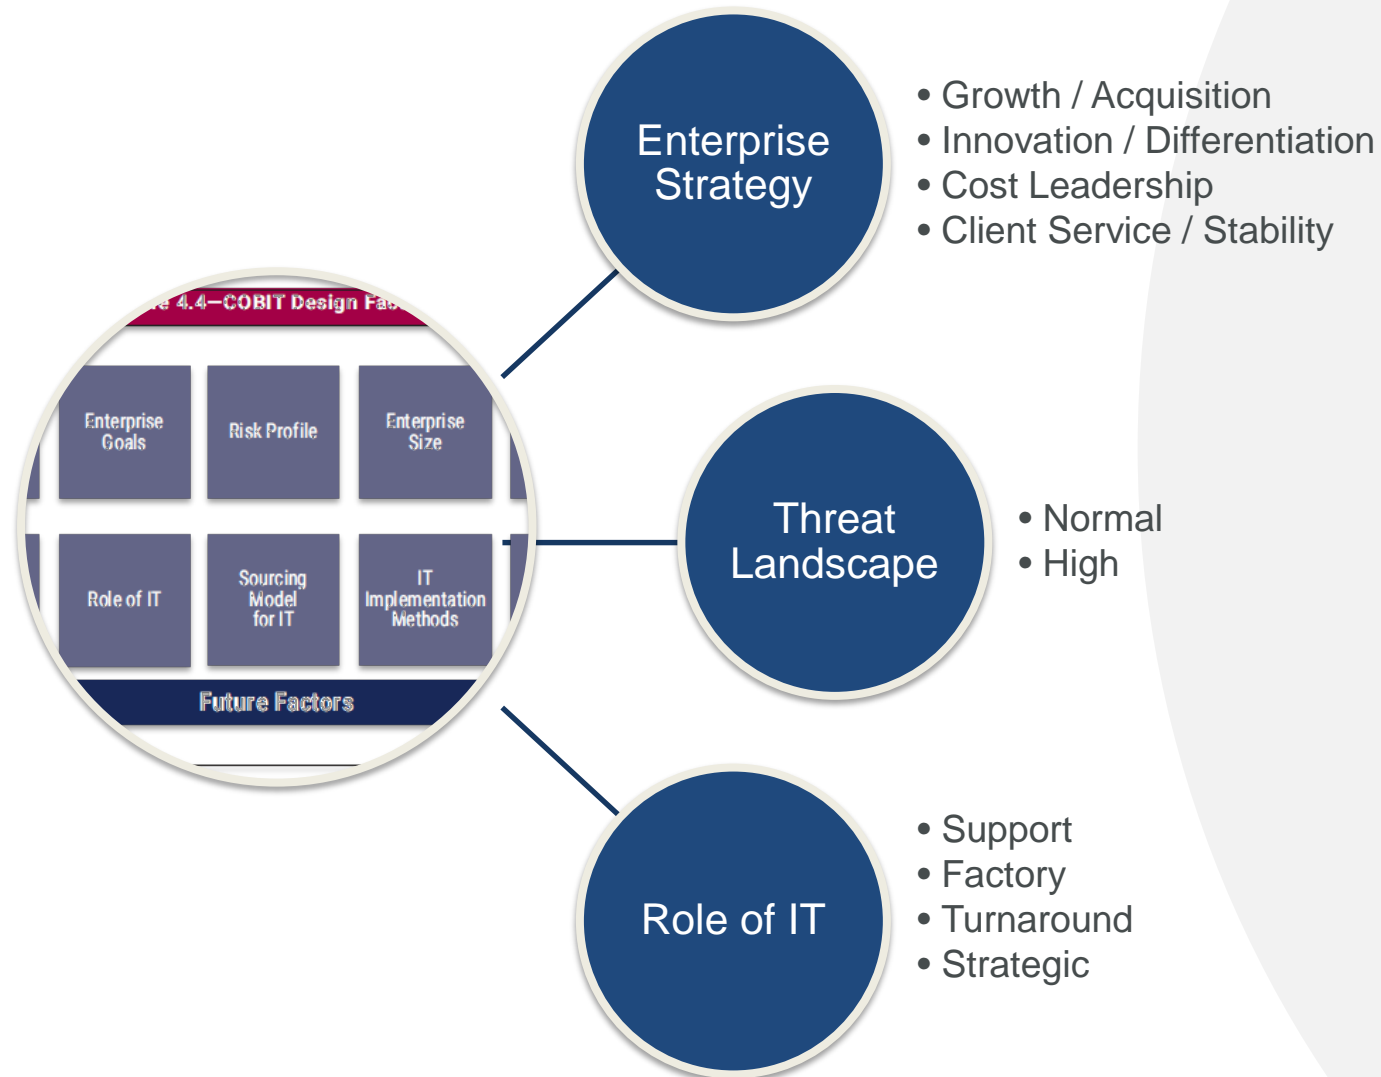 Enterprise
Strategy
• Growth / Acquisition
• Innovation / Differentiation
• Cost Leadership
• Client Service / Stability
4.4—COBIT Design
Enterprise
Goals
Risk Profile
Enterprise
Size
Role of IT
Sourcing
Model
for IT
IT
Implementation
Methods
Future Factors
Threat
Landscape
• Normal
• High
Role of IT
• Support
• Factory
• Turnaround
• Strategic